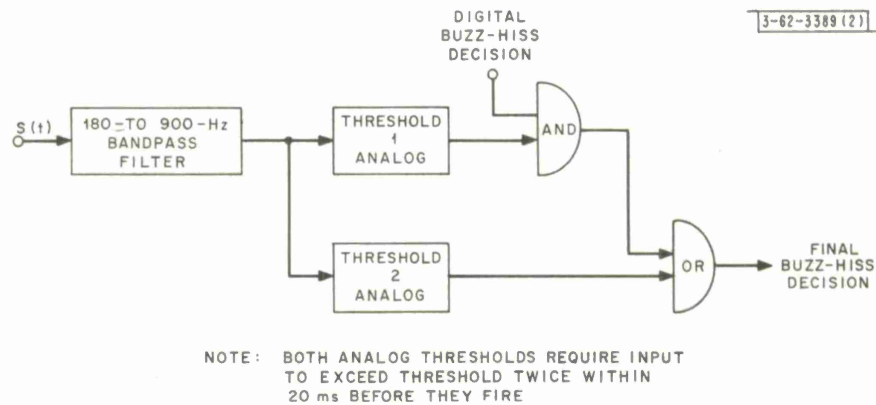 DIGITAL
BUZZ-HISS
DECISION
3-62-3389(2)
S(t)
180-TO 900-Hz
BANDPASS
FILTER
THRESHOLD
1
ANALOG
AND
THRESHOLD
2
ANALOG
OR
FINAL
BUZZ-HISS
DECISION
NOTE: BOTH ANALOG THRESHOLDS REQUIRE INPUT
TO EXCEED THRESHOLD TWICE WITHIN
20 ms BEFORE THEY FIRE